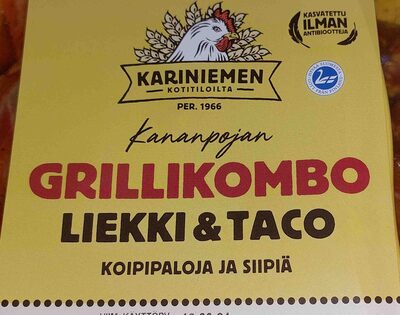 KASVATETTU
ILMAN
ANTIBIOOTTEJA
KARINIEMEN
KOTITILOILTA
PER. 1966
Kananpojan
GRILLIKOMBO
LIEKKI & TACO
KOIPIPALOJA JA SIIPIÄ